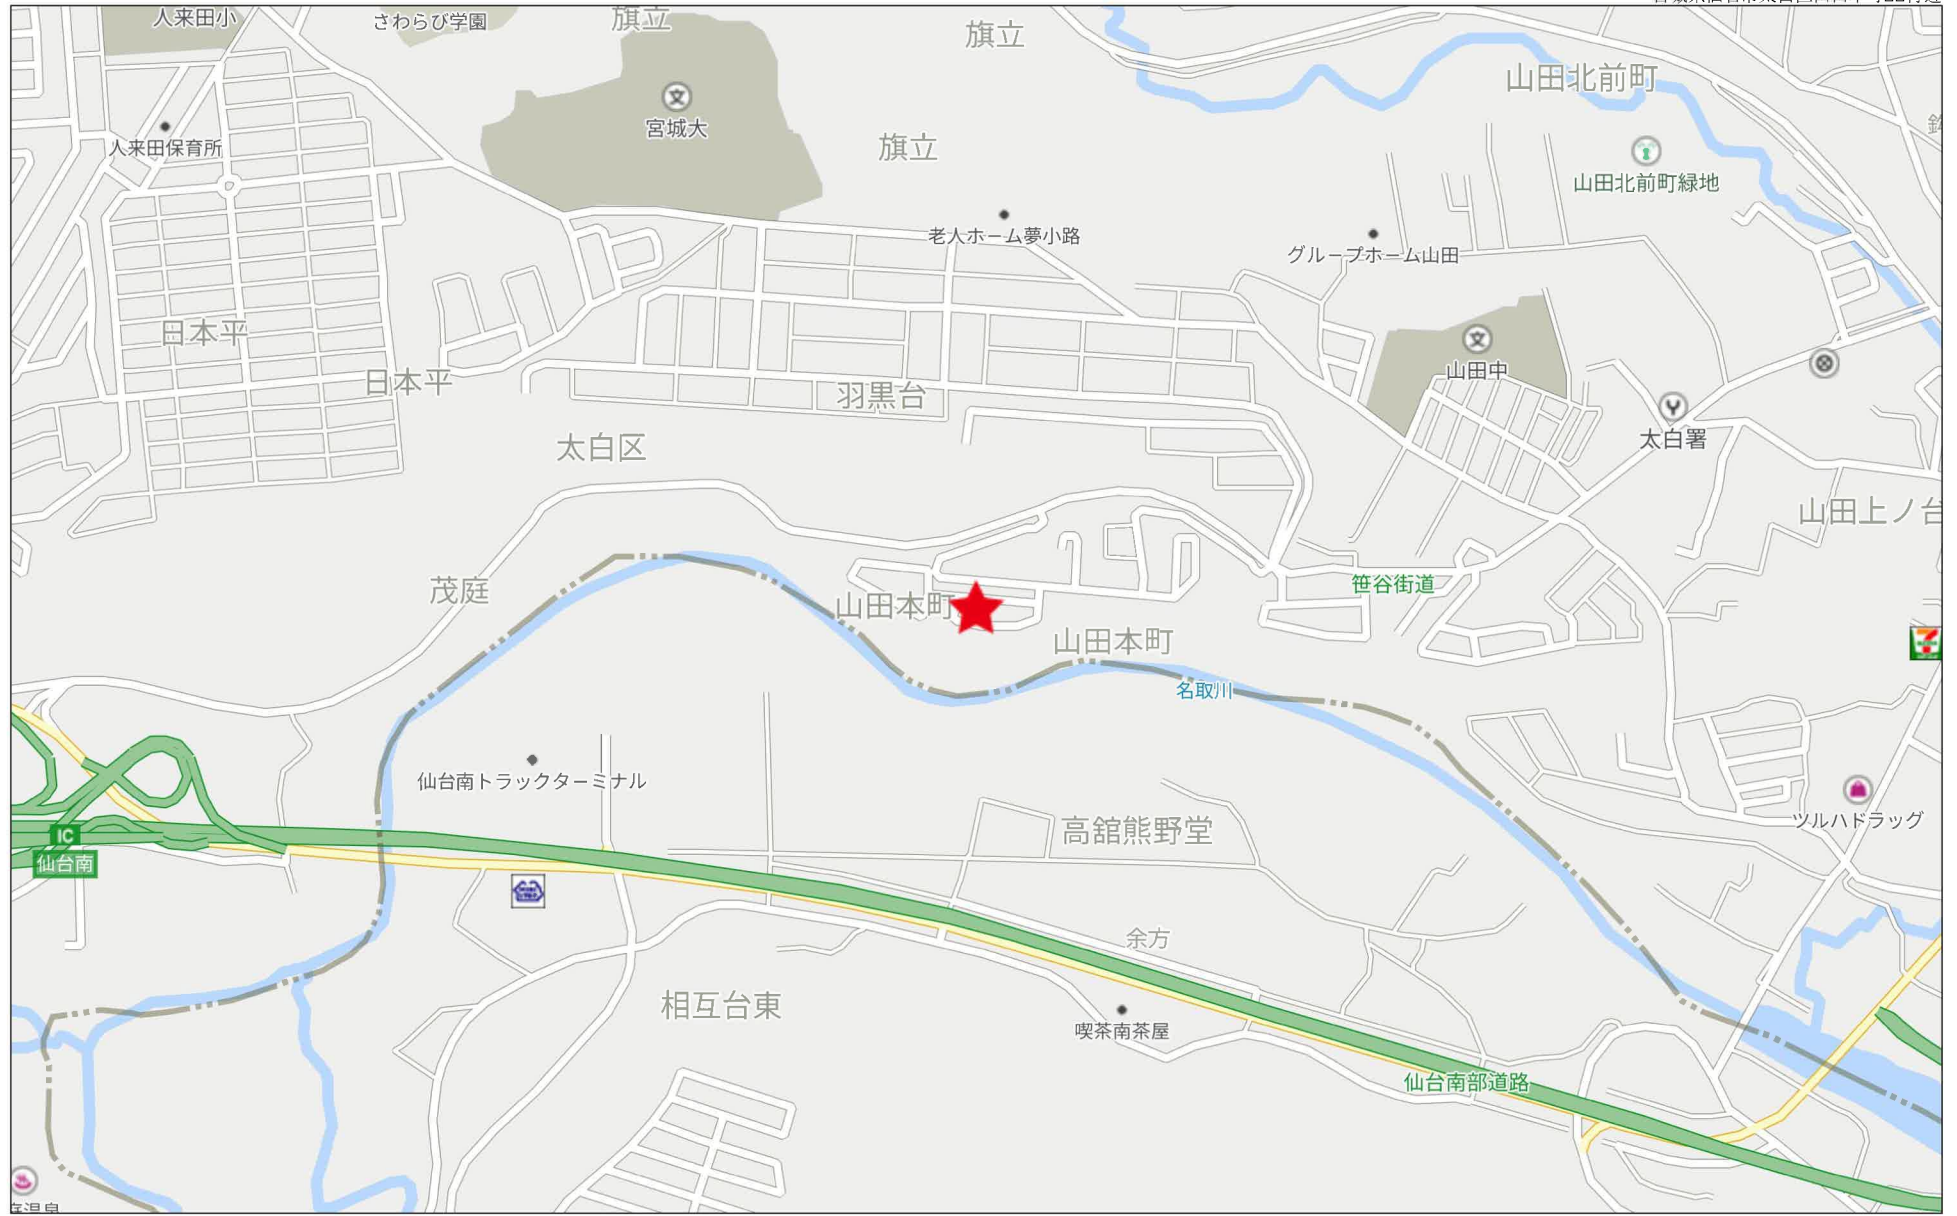 人来田小
さわらび学園
旗立
旗立
山田北前町
宮城大
人来田保育所
旗立
山田北前町緑地
老人ホーム夢小路
グループホーム山田
日本平
山田中
日本平
羽黒台
太白区
太白署
山田上ノ台
茂庭
笹谷街道
山田本町
山田本町
名取川
仙台南トラックターミナル
高舘熊野堂
ツルハドラッグ
IC
仙台南
余方
相互台東
喫茶南茶屋
仙台南部道路